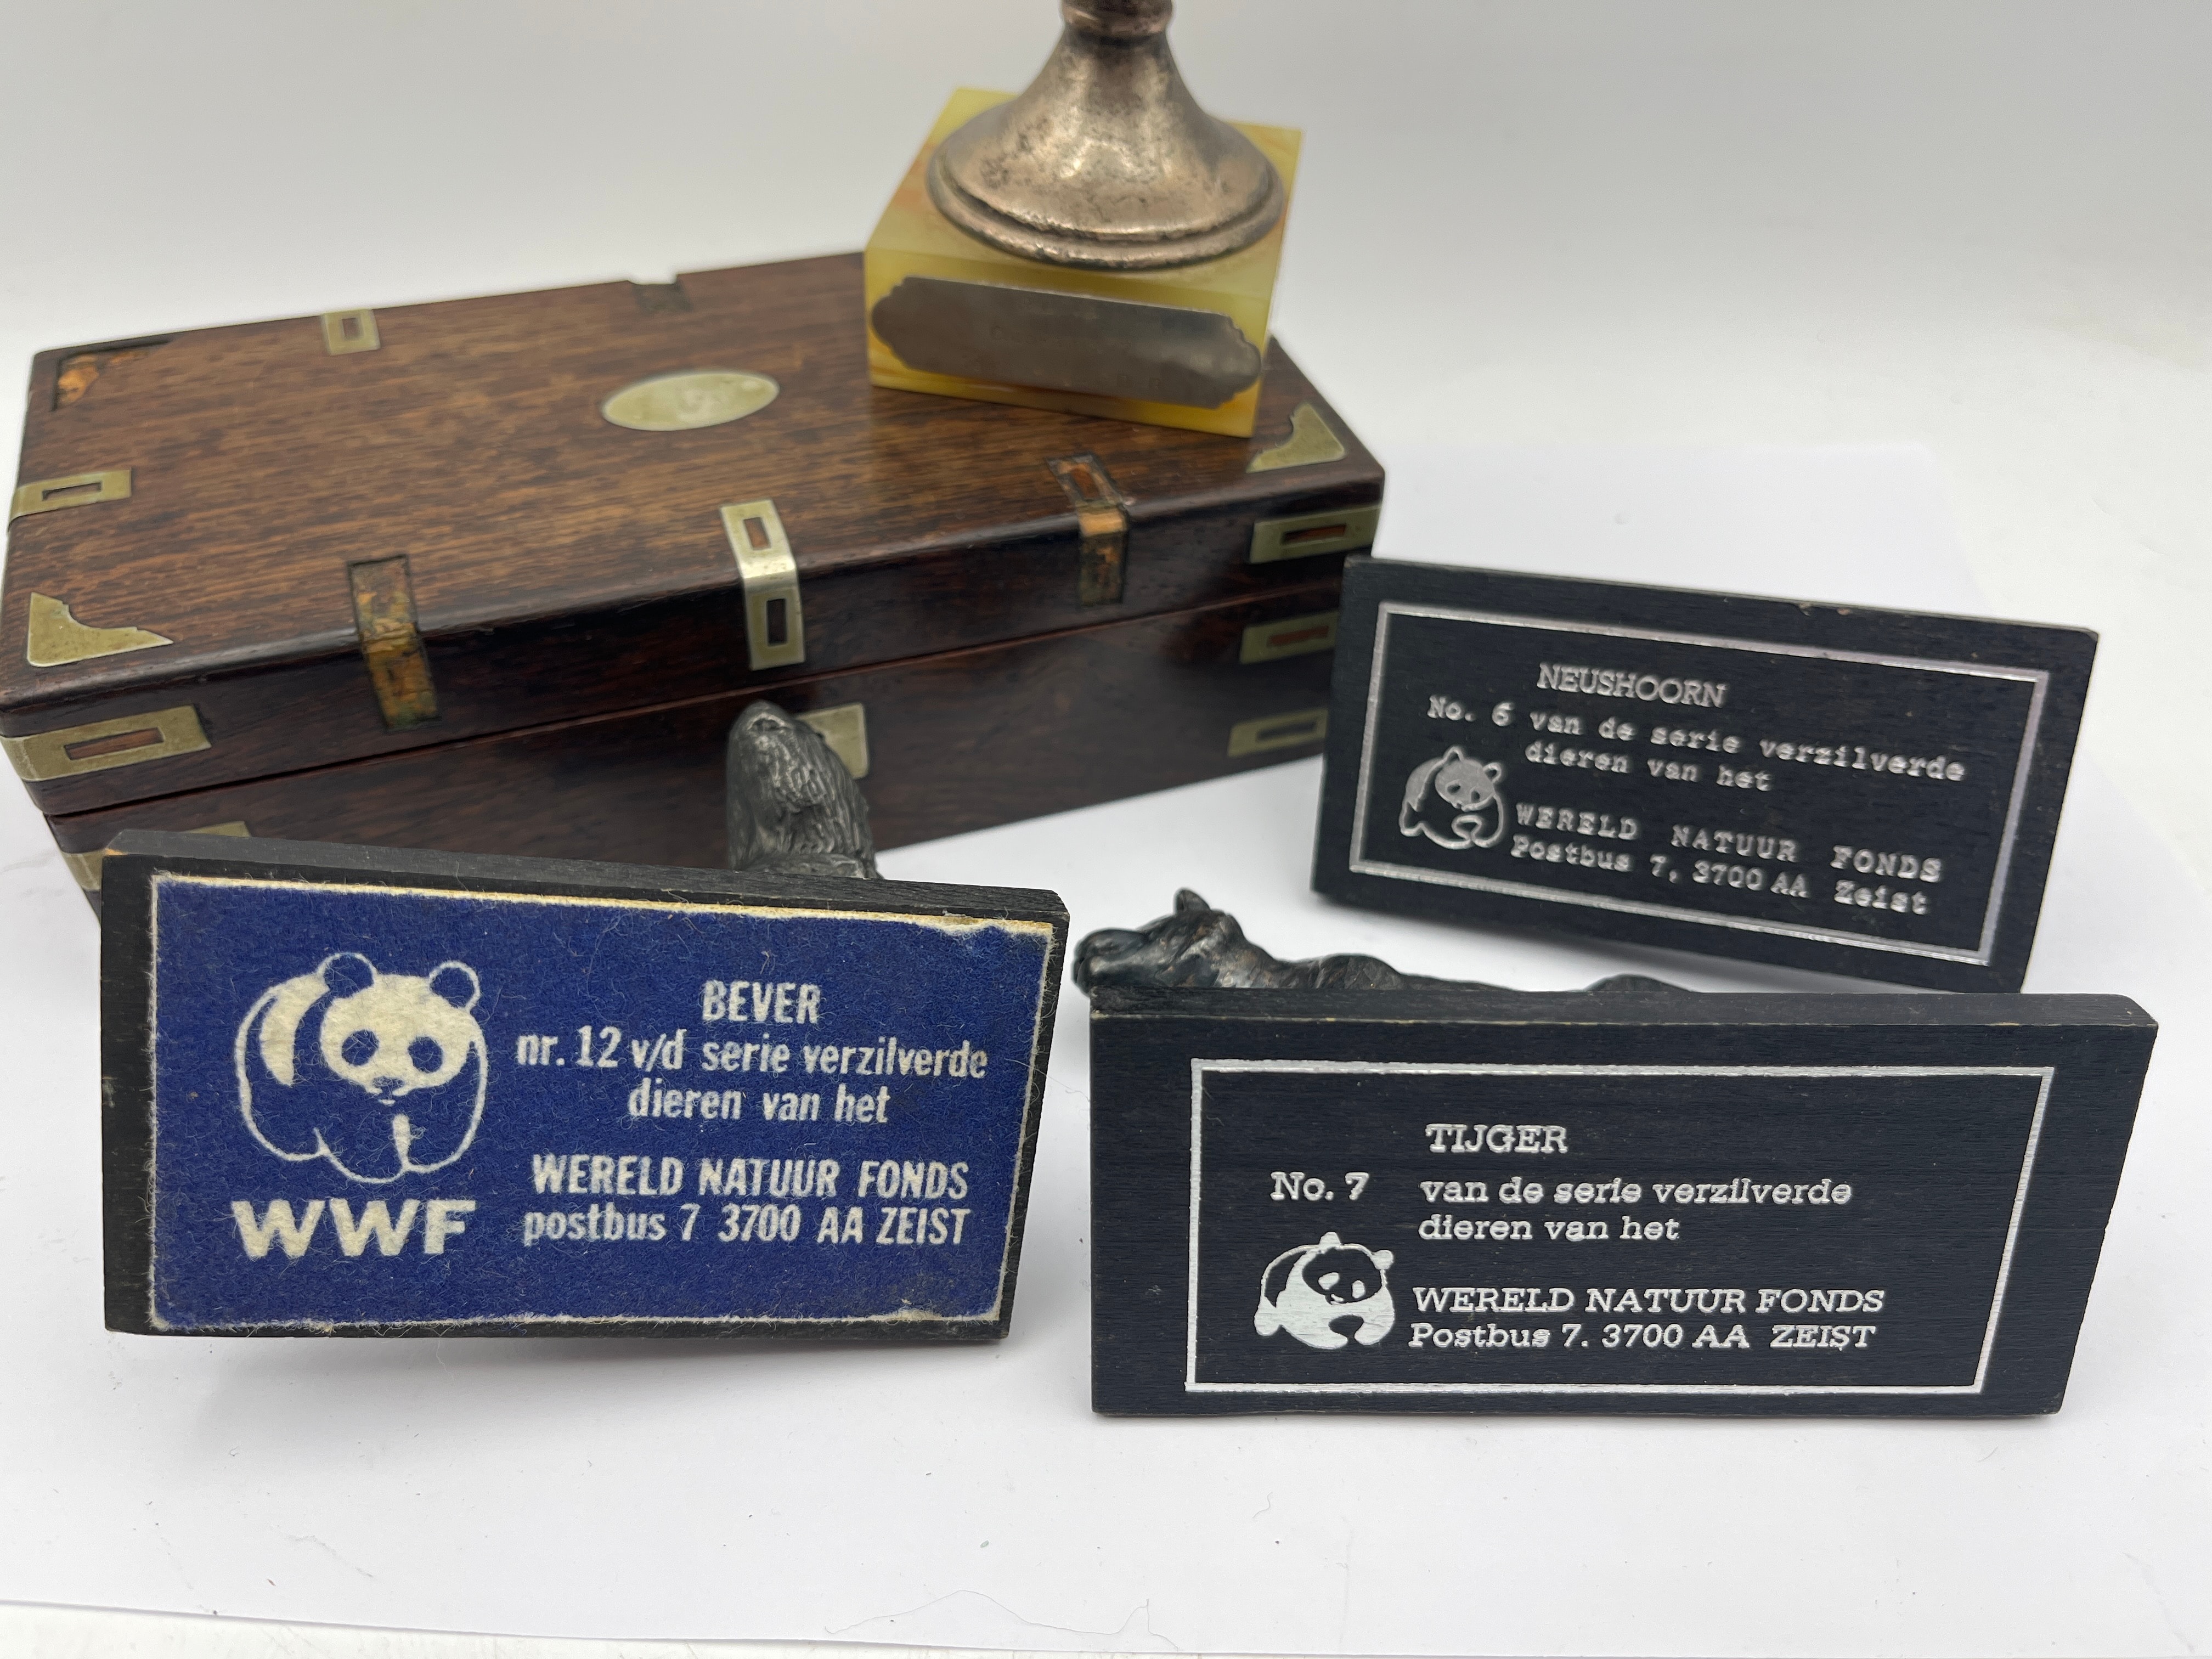 NEUSHOORN
No. 6 van de serie verzilverde
dieren van het
WERELD NATUUR FONDS
Postbus 7, 3700 AA Zeist
BEVER
nr. 12 v/d serie verzilverde
dieren van het
WERELD NATUUR FONDS
postbus 7 3700 AA ZEIST
WWF
TIJGER
No. 7 van de serie verzilverde
dieren van het
WERELD NATUUR FONDS
Postbus 7. 3700 AA ZEIST